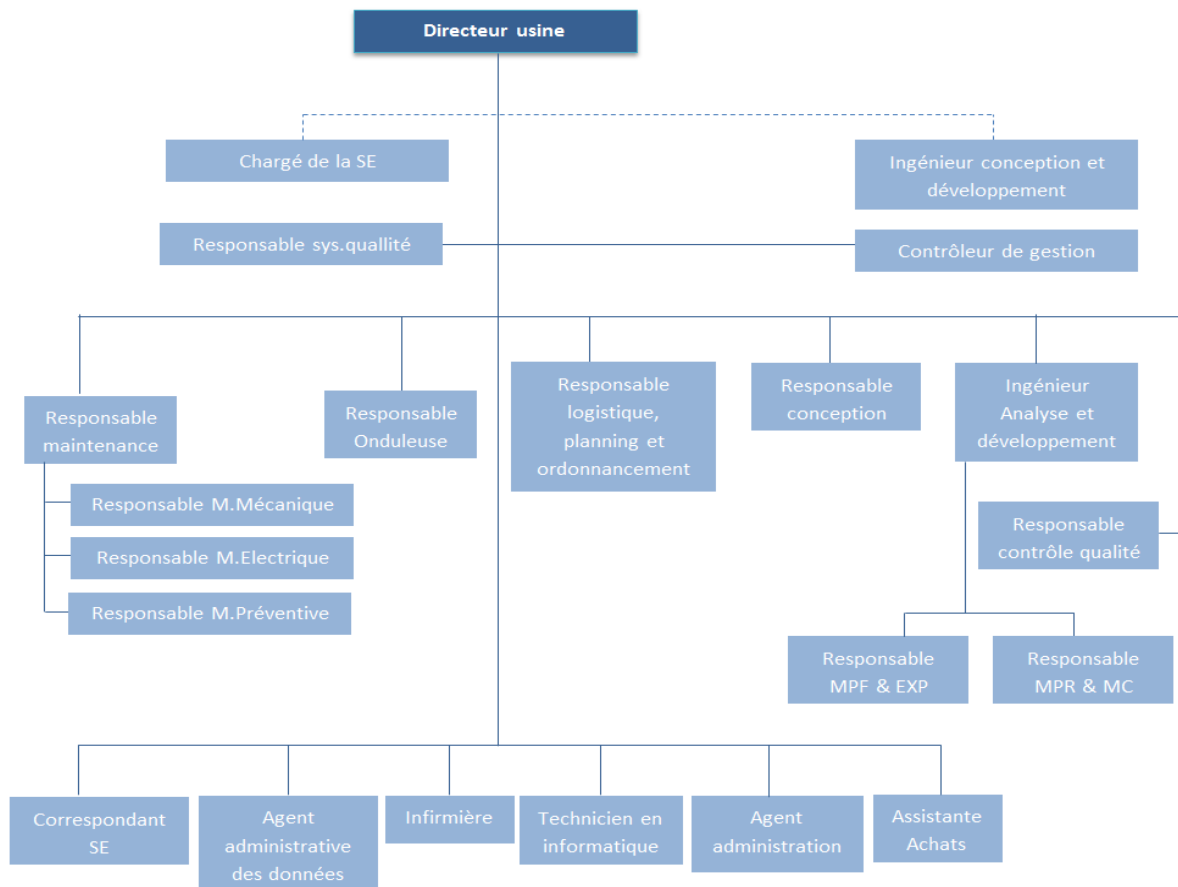 Directeur usine
Chargé de la SE
Ingénieur conception et
développement
Responsable sys.quallité
Contrôleur de gestion
Responsable
maintenance
Responsable
Onduleuse
Responsable
logistique,
planning et
ordonnancement
Responsable
conception
Ingénieur
Analyse et
développement
Responsable M.Mécanique
Responsable M.Electrique
Responsable M.Préventive
Responsable
contrôle qualité
Responsable
MPF & EXP
Responsable
MPR & MC
Correspondant
SE
Agent
administrative
des données
Infirmière
Technicien en
informatique
Agent
administration
Assistante
Achats